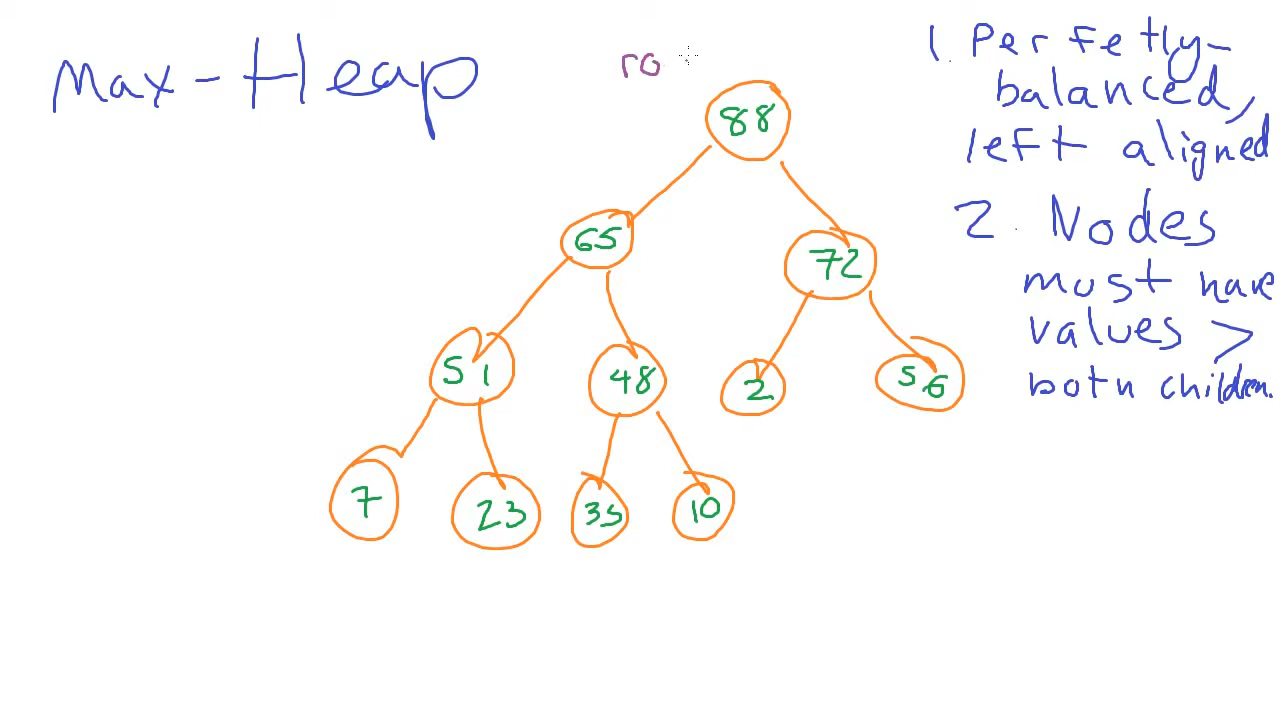 Max-Heap
ro
88
65
72
51
48
2
56
7
23
35
10
1. Perfetly-
balanced,
left aligned
2. Nodes
must have
values >
both children.